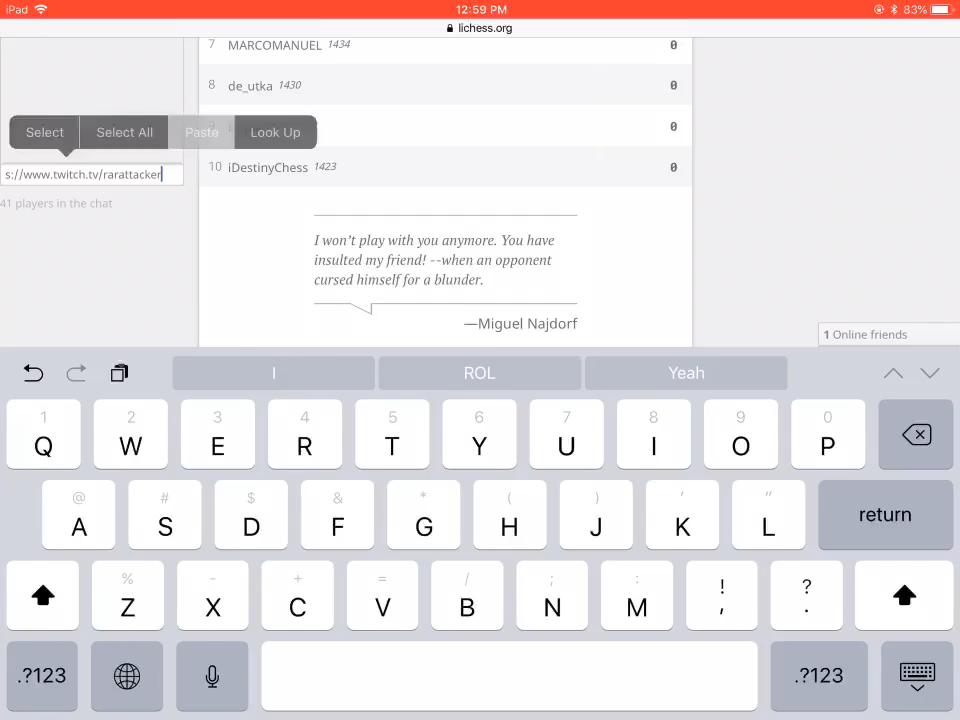 iPad
12:59 PM
83%
lichess.org
7 MARCOMANUEL 1434 0
8 de_utka 1430 0
Select Select All Paste Look Up
0
10 iDestinyChess 1423 0
s://www.twitch.tv/rarattacker
41 players in the chat
I won't play with you anymore. You have
insulted my friend! --when an opponent
cursed himself for a blunder.
—Miguel Najdorf
1 Online friends
I ROL Yeah
1 2 3 4 5 6 7 8 9 0
Q W E R T Y U I O P
@ # $ & * ( ) ' "
A S D F G H J K L return
% - + = / ; : ! ?
Z X C V B N M , .
.?123 .?123